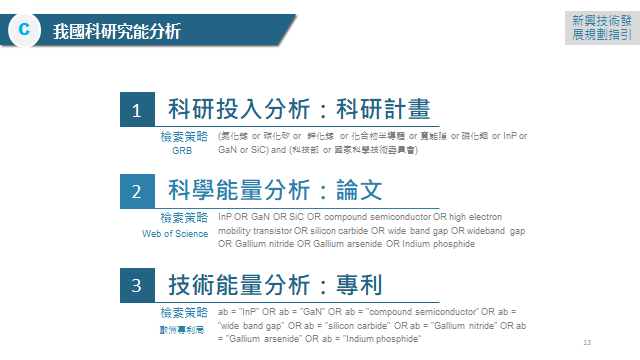 C
我國科研究能分析
新興技術發
展規劃指引
1
科研投入分析：科研計畫
檢索策略
GRB
(氮化鎵 or 碳化矽 or 砷化鎵 or 化合物半導體 or 寬能隙 or 磷化銦 or InP or
GaN or SiC) and (科技部 or 國家科學技術委員會)
2
科學能量分析：論文
檢索策略
Web of Science
InP OR GaN OR SiC OR compound semiconductor OR high electron
mobility transistor OR silicon carbide OR wide band gap OR wideband gap
OR Gallium nitride OR Gallium arsenide OR Indium phosphide
3
技術能量分析：專利
檢索策略
歐洲專利局
ab = "InP" OR ab = "GaN" OR ab = "compound semiconductor" OR ab =
"wide band gap" OR ab = "silicon carbide" OR ab = "Gallium nitride" OR ab
= "Gallium arsenide" OR ab = "Indium phosphide"
13